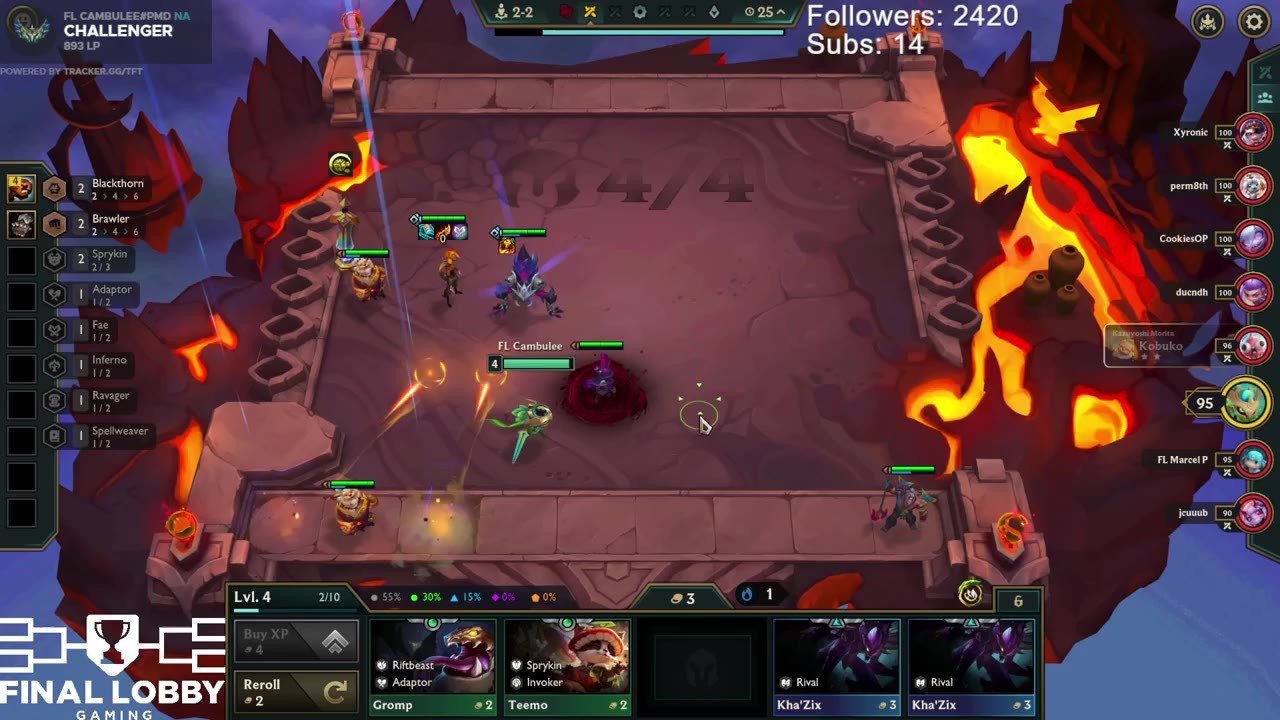 FL CAMBULEE#PMD NA
CHALLENGER
893 LP
POWERED BY TRACKER.GG/TFT
2-2
25
Followers: 2420
Subs: 14
4/4
Xyronic 100
perm8th 100
CookiesOP 100
ducndh 100
Kazuyoshi Morita
Kobuko
96
95
FL Marcel P 95
jcuuub 90
4
2 Blackthorn
2 > 4 > 6
2 Brawler
2 > 4 > 6
2 Sprykin
2 / 3
1 Adaptor
1 / 2
1 Fae
1 / 2
1 Inferno
1 / 2
1 Ravager
1 / 2
1 Spellweaver
1 / 2
0
FL Cambulee
4
Lvl. 4 2/10
55% 30% 15% 0% 0%
3
1
6
Buy XP
4
Reroll
2
Riftbeast
Adaptor
Gromp 2
Sprykin
Invoker
Teemo 2
Rival
Kha'Zix 3
Rival
Kha'Zix 3
FINAL LOBBY
GAMING